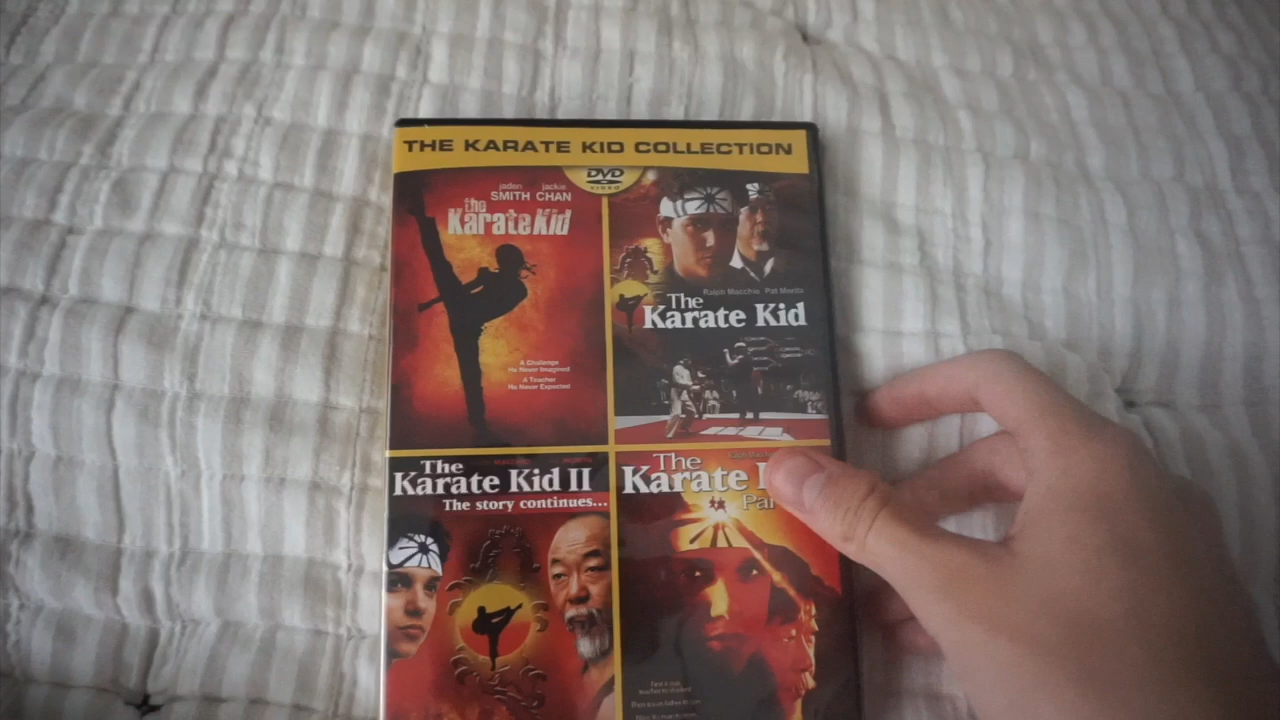 THE KARATE KID COLLECTION
DVD
VIDEO
jaden jackie
SMITH CHAN
the
Karate Kid
A Challenge
He Never Imagined
A Teacher
He Never Expected
Ralph Macchio Pat Morita
The
Karate Kid
The
Karate Kid II
The story continues...
The
Karate